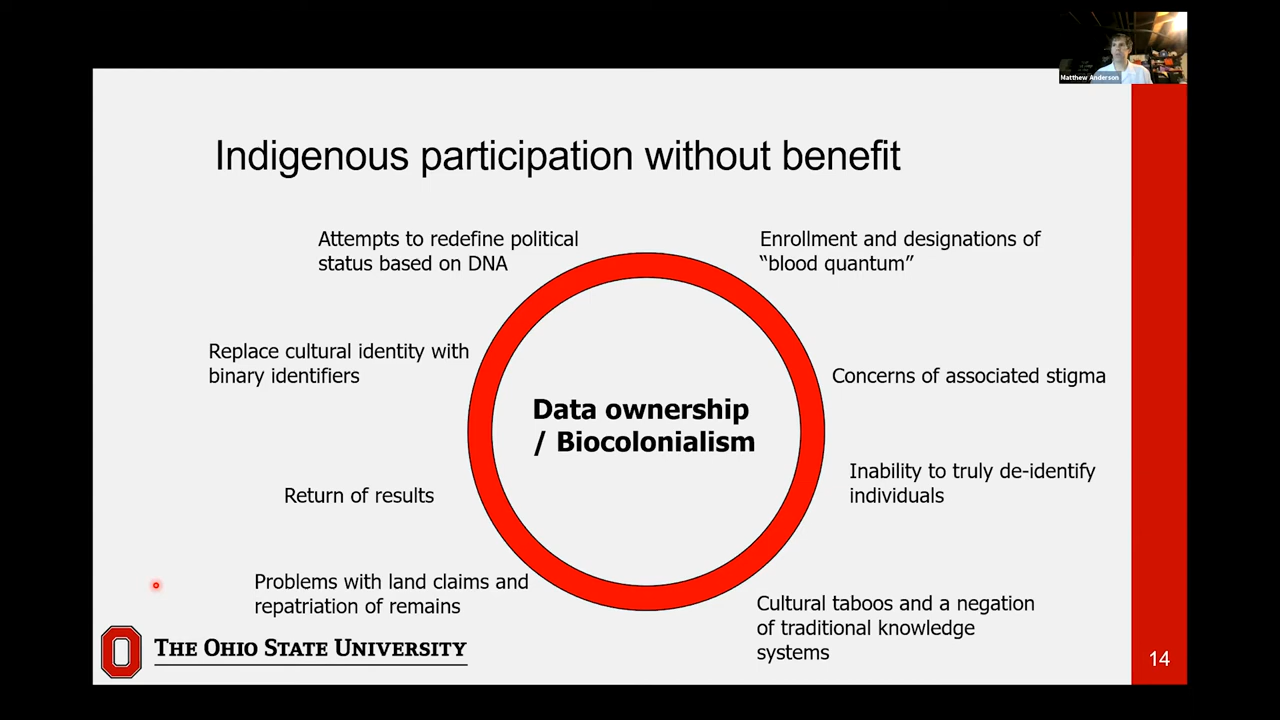 Matthew Anderson
Indigenous participation without benefit
Attempts to redefine political
status based on DNA
Enrollment and designations of
“blood quantum”
Replace cultural identity with
binary identifiers
Concerns of associated stigma
Data ownership
/ Biocolonialism
Inability to truly de-identify
individuals
Return of results
Problems with land claims and
repatriation of remains
Cultural taboos and a negation
of traditional knowledge
systems
THE OHIO STATE UNIVERSITY
14